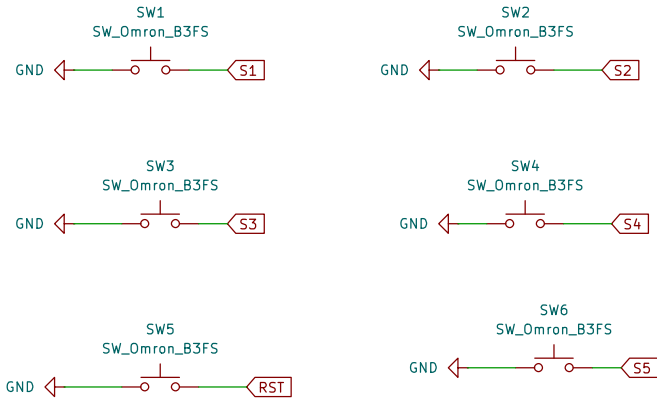 SW1
SW_Omron_B3FS
GND
S1
SW2
SW_Omron_B3FS
GND
S2
SW3
SW_Omron_B3FS
GND
S3
SW4
SW_Omron_B3FS
GND
S4
SW5
SW_Omron_B3FS
GND
RST
SW6
SW_Omron_B3FS
GND
S5